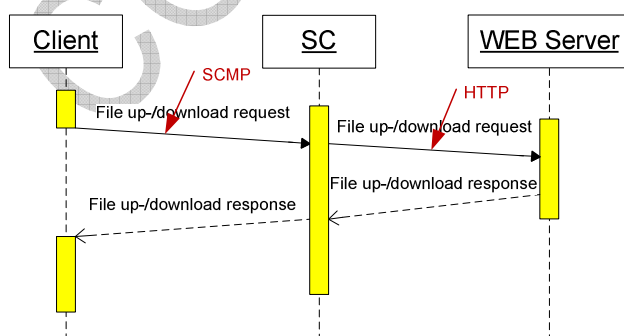 Client
SC
WEB Server
SCMP
HTTP
File up-/download request
File up-/download request
File up-/download response
File up-/download response